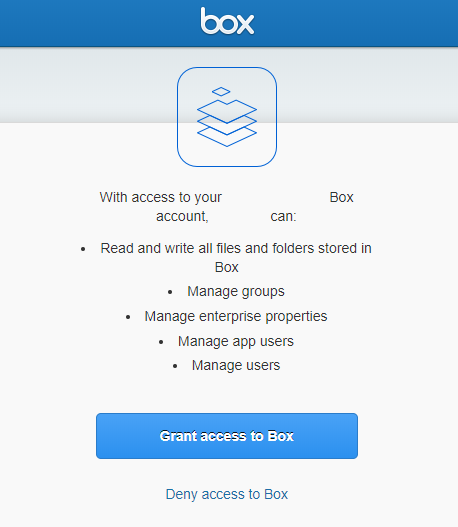 box
With access to your Box
account, can:
• Read and write all files and folders stored in
Box
• Manage groups
• Manage enterprise properties
• Manage app users
• Manage users
Grant access to Box
Deny access to Box